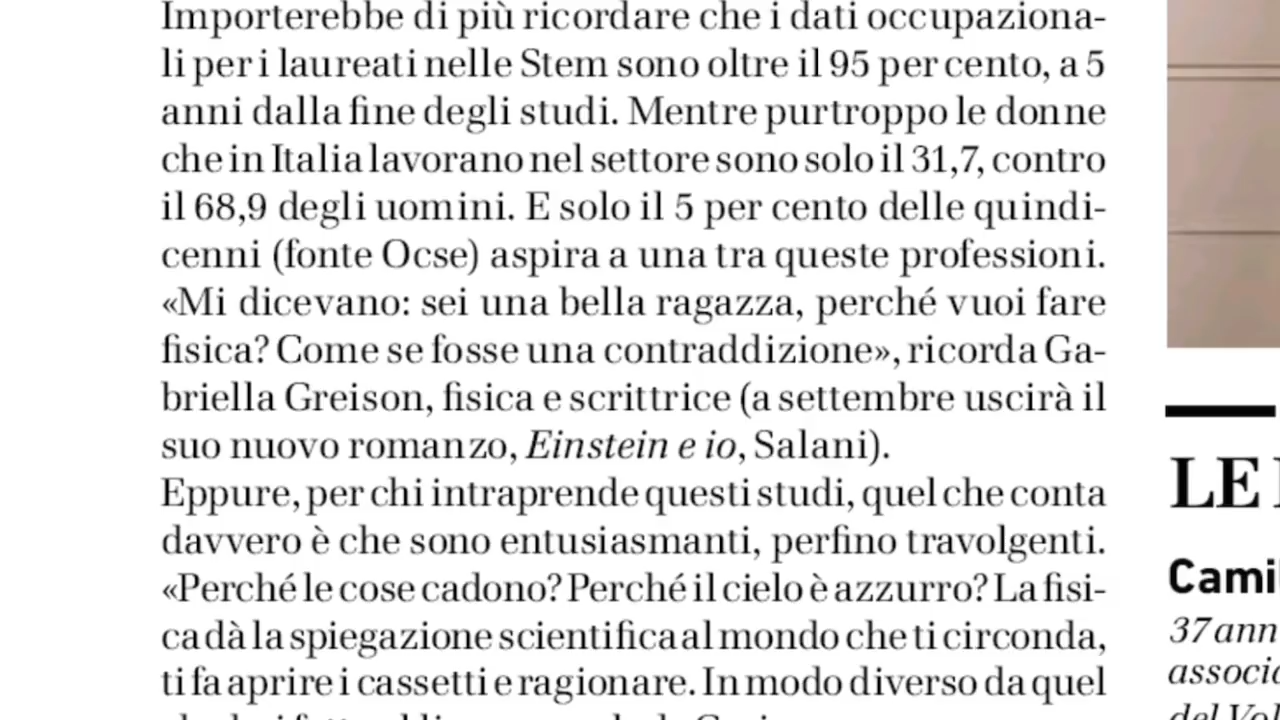 Importerebbe di più ricordare che i dati occupaziona-
li per i laureati nelle Stem sono oltre il 95 per cento, a 5
anni dalla fine degli studi. Mentre purtroppo le donne
che in Italia lavorano nel settore sono solo il 31,7, contro
il 68,9 degli uomini. E solo il 5 per cento delle quindi-
cenni (fonte Ocse) aspira a una tra queste professioni.
«Mi dicevano: sei una bella ragazza, perché vuoi fare
fisica? Come se fosse una contraddizione», ricorda Ga-
briella Greison, fisica e scrittrice (a settembre uscirà il
suo nuovo romanzo, Einstein e io, Salani).
Eppure, per chi intraprende questi studi, quel che conta
davvero è che sono entusiasmanti, perfino travolgenti.
«Perché le cose cadono? Perché il cielo è azzurro? La fisi-
ca dà la spiegazione scientifica al mondo che ti circonda,
ti fa aprire i cassetti e ragionare. In modo diverso da quel
LE
Camil
37 ann
associa
del Vol